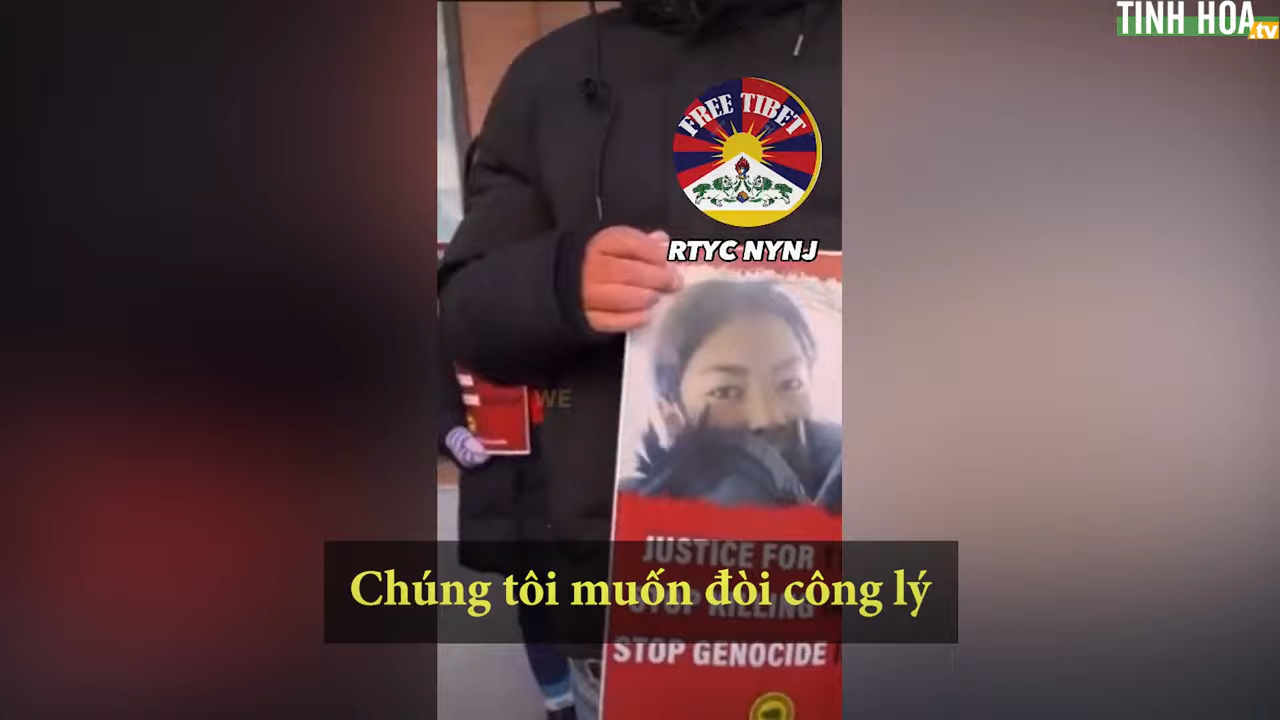 TINH HOA
.tv
FREE TIBET
RTYC NYNJ
WE
JUSTICE FOR
Chúng tôi muốn đòi công lý
STOP KILLING
STOP GENOCIDE